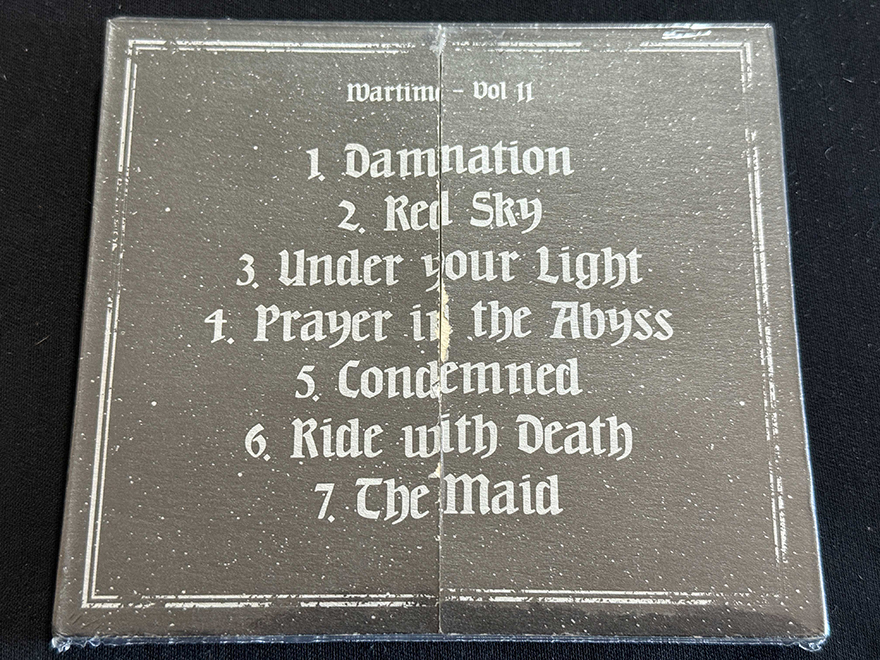 Wartime - Vol II
1. Damnation
2. Red Sky
3. Under your Light
4. Prayer in the Abyss
5. Condemned
6. Ride with Death
7. The Maid